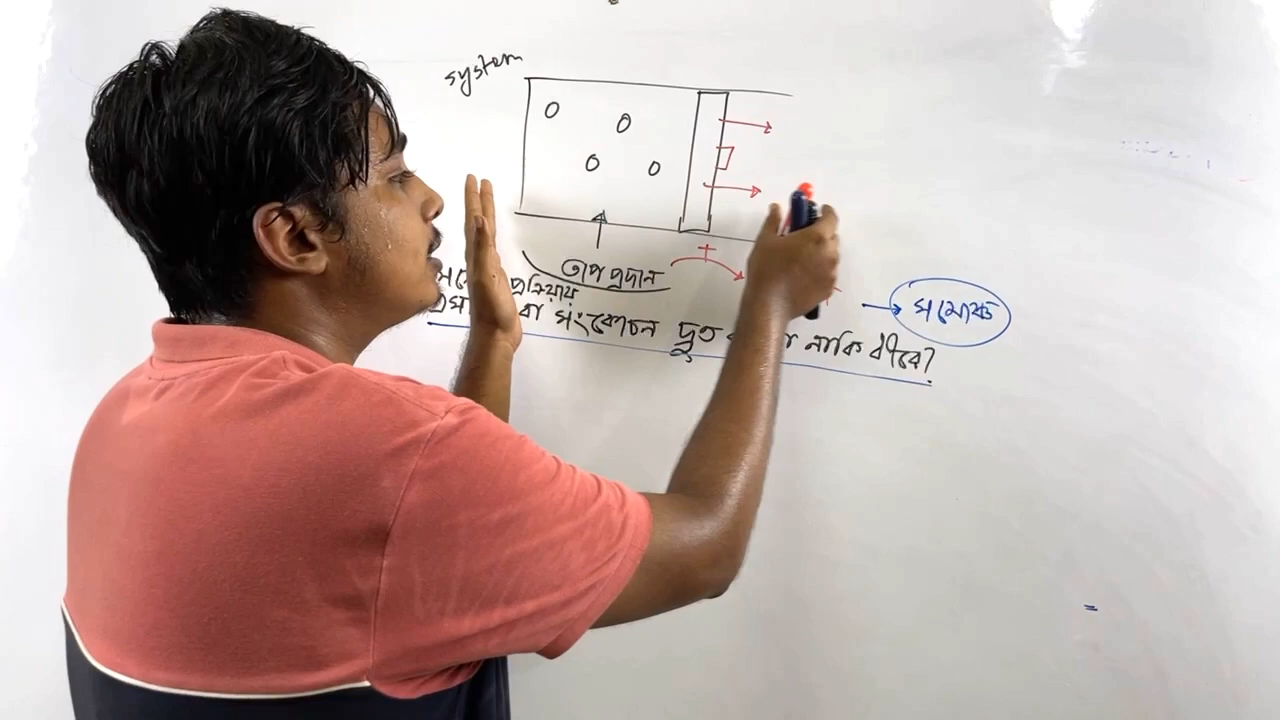 system
তাপ প্রদান
প্রক্রিয়ায়
বা সংকোচন দ্রুত নাকি ধীরে?
→ সমোষ্ণ